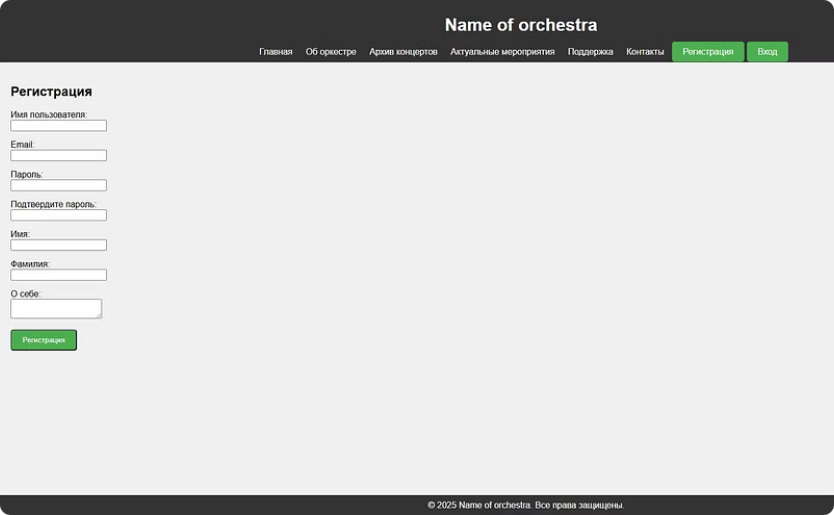 Name of orchestra
Главная Об оркестре Архив концертов Актуальные мероприятия Поддержка Контакты Регистрация Вход
Регистрация
Имя пользователя:
Email:
Пароль:
Подтвердите пароль:
Имя:
Фамилия:
О себе:
Регистрация
© 2025 Name of orchestra. Все права защищены.